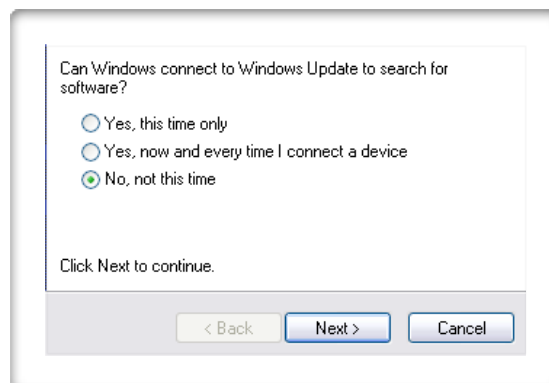 Can Windows connect to Windows Update to search for
software?
Yes, this time only
Yes, now and every time I connect a device
No, not this time
Click Next to continue.
< Back Next > Cancel